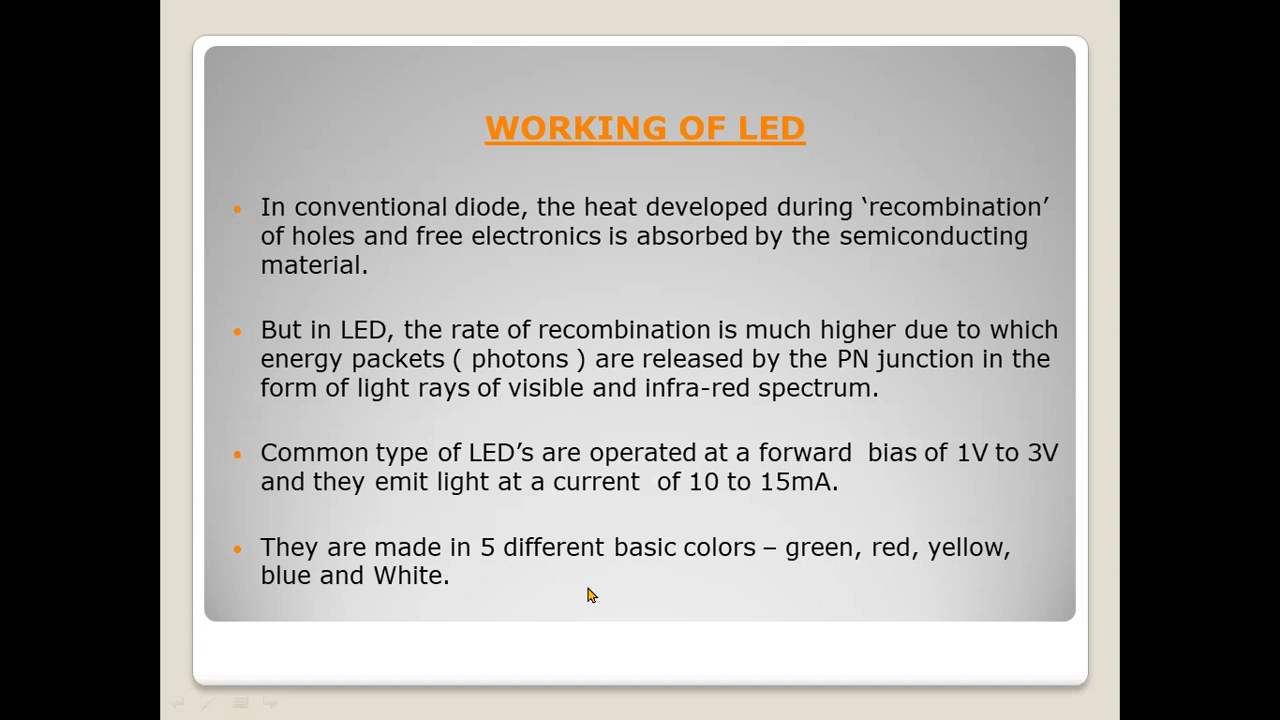 WORKING OF LED
• In conventional diode, the heat developed during ‘recombination’
of holes and free electronics is absorbed by the semiconducting
material.
• But in LED, the rate of recombination is much higher due to which
energy packets ( photons ) are released by the PN junction in the
form of light rays of visible and infra-red spectrum.
• Common type of LED’s are operated at a forward  bias of 1V to 3V
and they emit light at a current  of 10 to 15mA.
• They are made in 5 different basic colors – green, red, yellow,
blue and White.